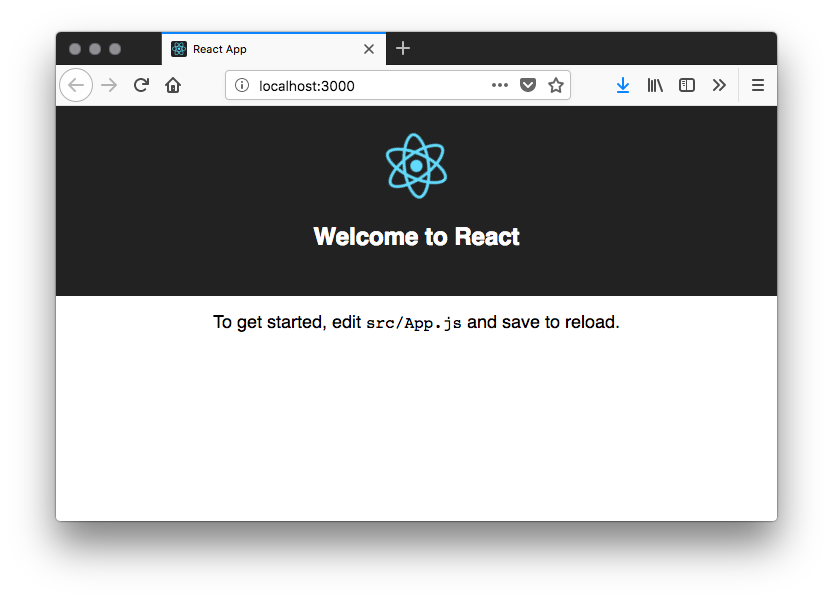 React App
localhost:3000
Welcome to React
To get started, edit src/App.js and save to reload.